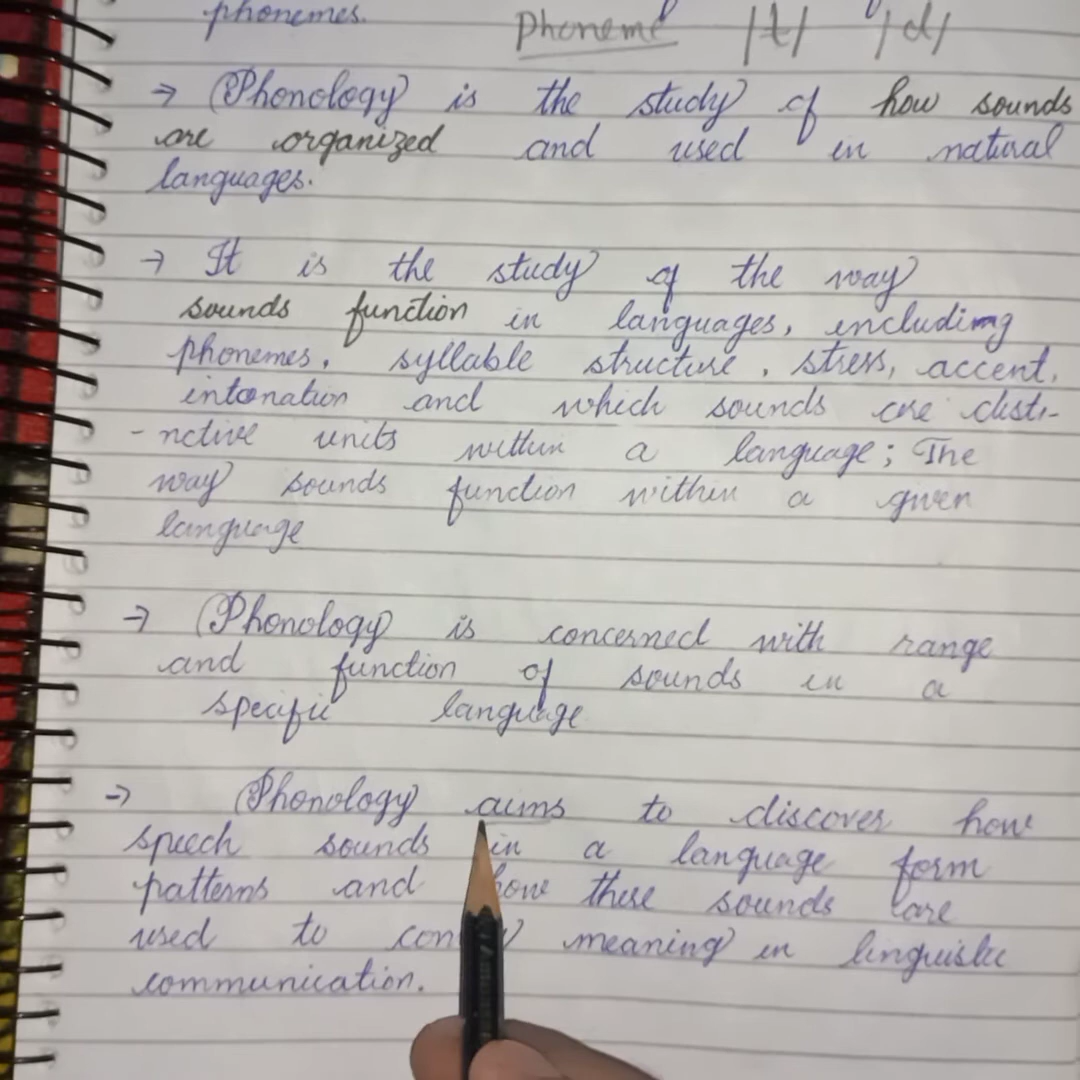 phonemes.
Phoneme /t/ /d/
→ Phonology is the study of how sounds
are organized and used in natural
languages.
→ It is the study of the way
sounds function in languages, including
phonemes, syllable structure, stress, accent,
intonation and which sounds are disti-
-nctive units within a language; The
way sounds function within a given
language
→ Phonology is concerned with range
and function of sounds in a
specific language
→ Phonology aims to discover how
speech sounds in a language form
patterns and how these sounds are
used to meaning in linguistic
communication.